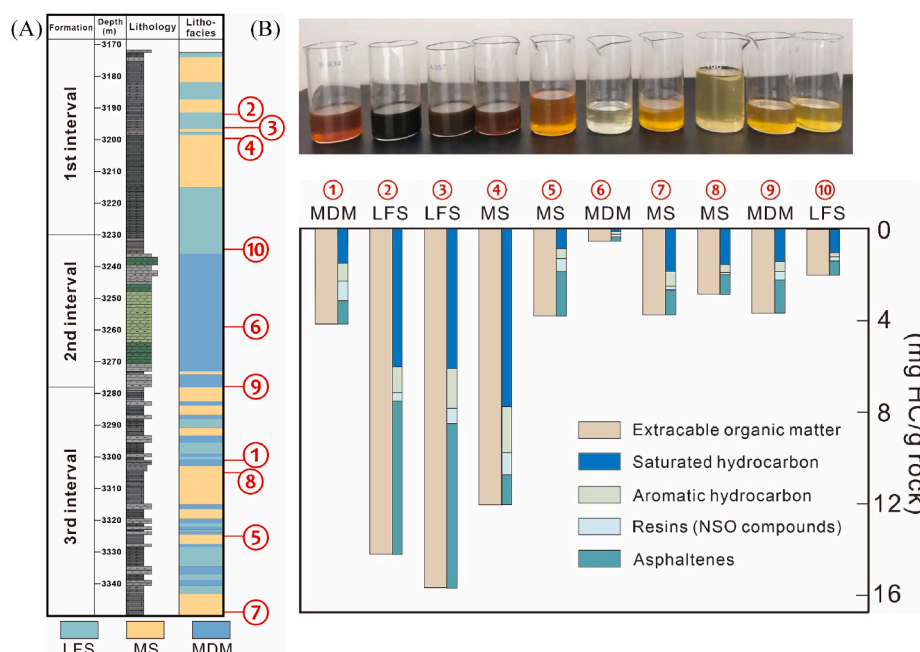 (A)
Formation
Depth (m)
Lithology
Litho-
facies
3170
3180
3190
3200
3210
3220
3230
3240
3250
3260
3270
3280
3290
3300
3310
3320
3330
3340
1st interval
2nd interval
3rd interval
②
③
④
⑩
⑥
⑨
①
⑧
⑤
⑦
LFS MS MDM
(B)
① ② ③ ④ ⑤ ⑥ ⑦ ⑧ ⑨ ⑩
MDM LFS LFS MS MS MDM MS MS MDM LFS
0
4
8
12
16
(mg HC/g rock)
Extracable organic matter
Saturated hydrocarbon
Aromatic hydrocarbon
Resins (NSO compounds)
Asphaltenes